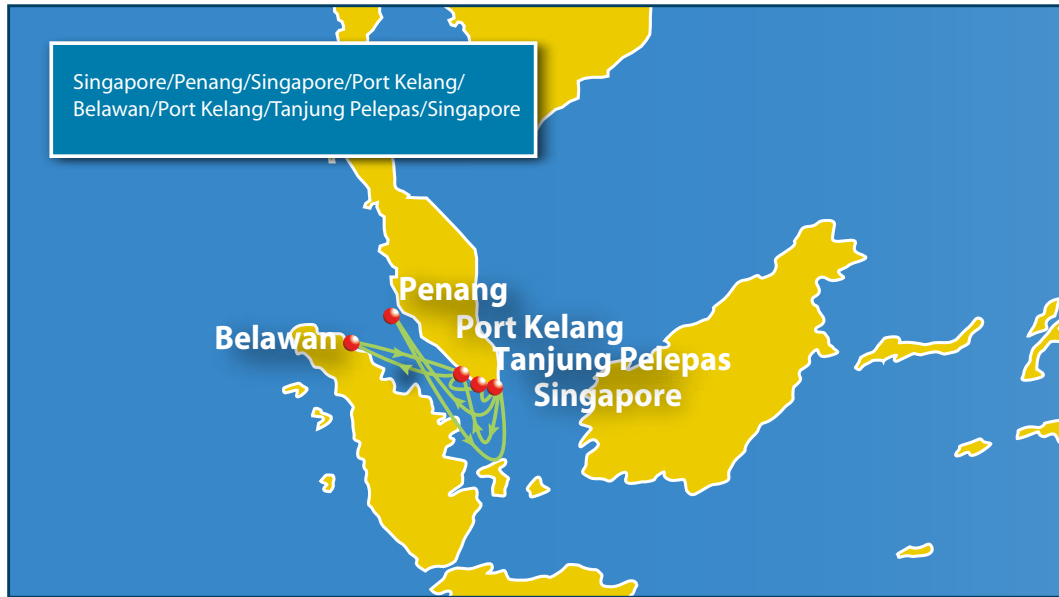 Singapore/Penang/Singapore/Port Kelang/
Belawan/Port Kelang/Tanjung Pelepas/Singapore
Penang
Port Kelang
Belawan
Tanjung Pelepas
Singapore